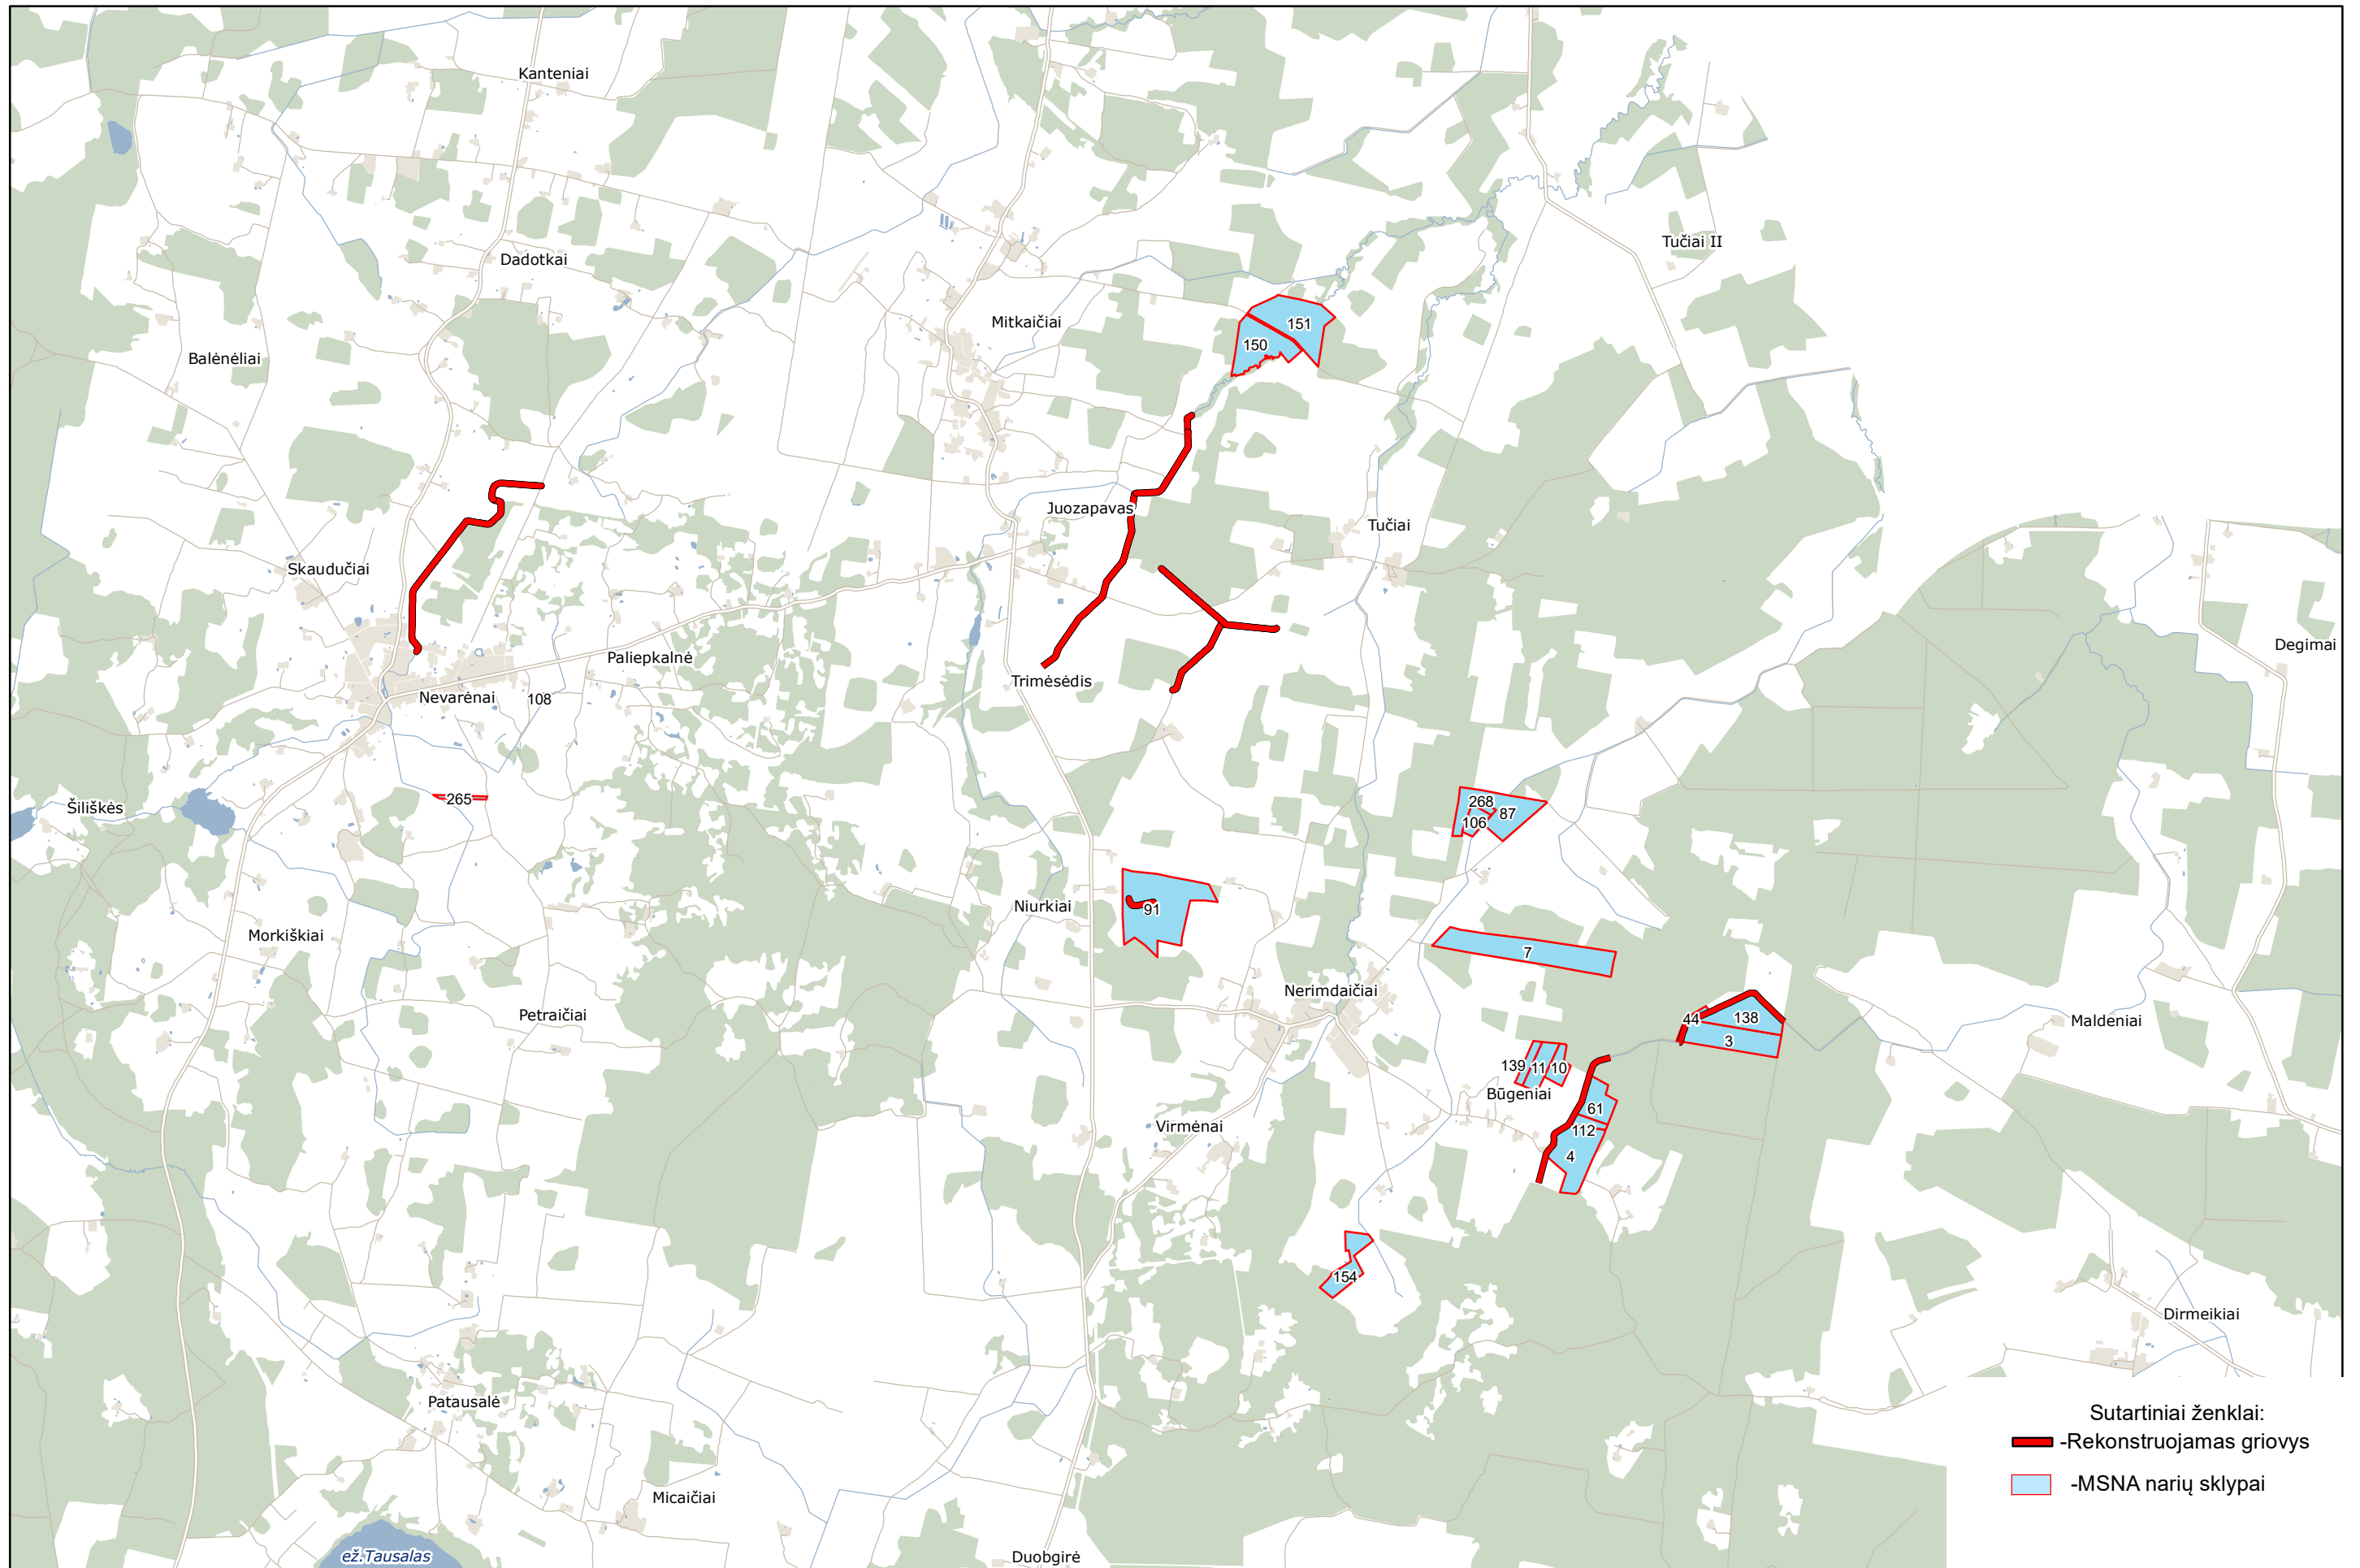 Kanteniai
Tučiai II
Dadotkai
Mitkaičiai
151
150
Balėnėliai
Juozapavas
Tučiai
Skaudučiai
Degimai
Paliepkalnė
Trimėsėdis
Nevarėnai
108
265
Šiliškės
268
87
106
Niurkiai
91
Morkiškiai
7
Nerimdaičiai
Petraičiai
44
138
3
Maldeniai
139
11
10
Būgeniai
61
112
4
Virmėnai
154
Dirmeikiai
Patausalė
Sutartiniai ženklai:
-Rekonstruojamas griovys
-MSNA narių sklypai
Micaičiai
ež.Tausalas
Duobgirė